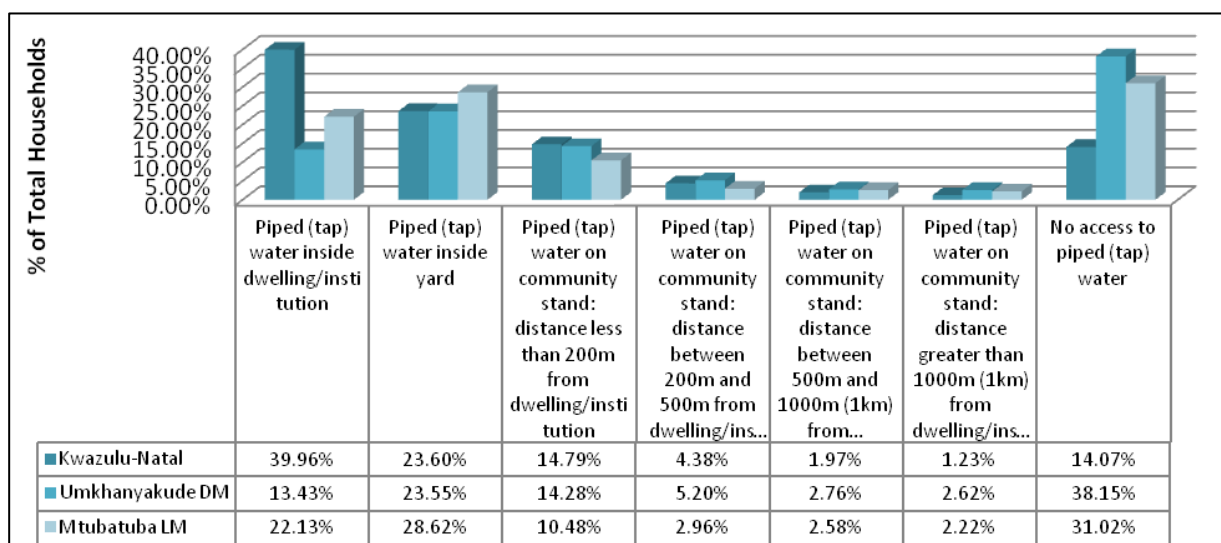 % of Total Households
40.00%
35.00%
30.00%
25.00%
20.00%
15.00%
10.00%
5.00%
0.00%
Piped (tap)
water inside
dwelling/insti
tution
Piped (tap)
water inside
yard
Piped (tap)
water on
community
stand:
distance less
than 200m
from
dwelling/insti
tution
Piped (tap)
water on
community
stand:
distance
between
200m and
500m from
dwelling/ins...
Piped (tap)
water on
community
stand:
distance
between
500m and
1000m (1km)
from...
Piped (tap)
water on
community
stand:
distance
greater than
1000m (1km)
from
dwelling/ins...
No access to
piped (tap)
water
Kwazulu-Natal 39.96% 23.60% 14.79% 4.38% 1.97% 1.23% 14.07%
Umkhanyakude DM 13.43% 23.55% 14.28% 5.20% 2.76% 2.62% 38.15%
Mtubatuba LM 22.13% 28.62% 10.48% 2.96% 2.58% 2.22% 31.02%